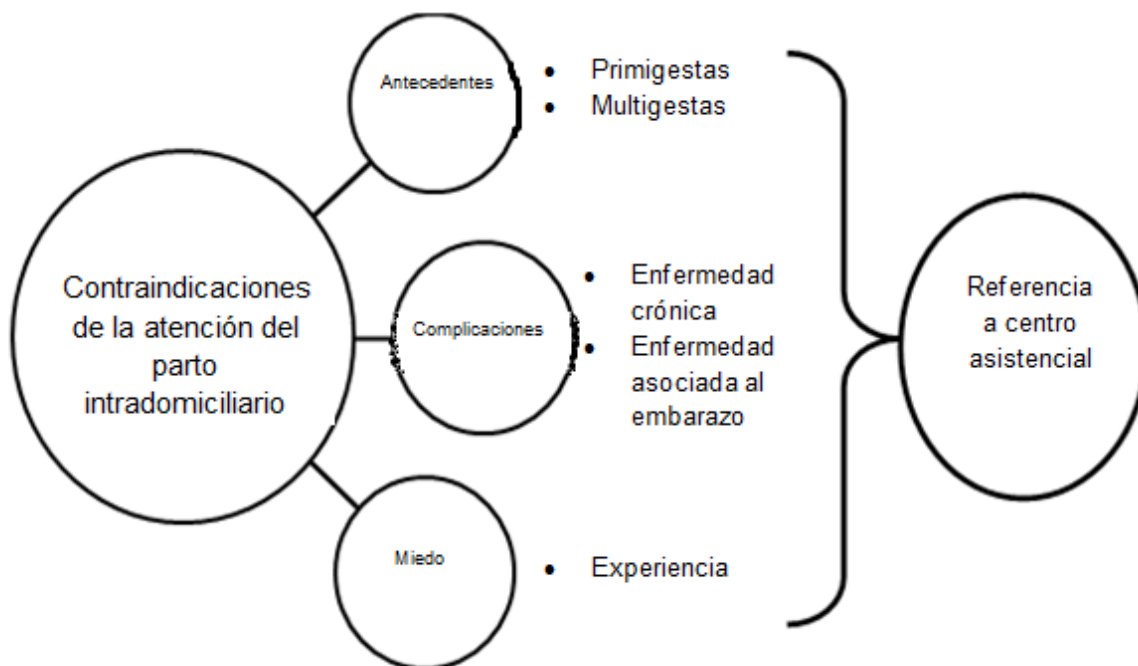 Contraindicaciones
de la atención del
parto
intradomiciliario
Antecedentes
• Primigestas
• Multigestas
Complicaciones
• Enfermedad
crónica
• Enfermedad
asociada al
embarazo
Miedo
• Experiencia
Referencia
a centro
asistencial